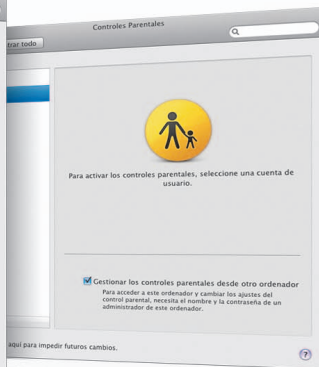 Controles Parentales
trar todo
Para activar los controles parentales, seleccione una cuenta de
usuario.
Gestionar los controles parentales desde otro ordenador
Para acceder a este ordenador y cambiar los ajustes del
control parental, necesita el nombre y la contraseña de un
administrador de este ordenador.
aquí para impedir futuros cambios.
?